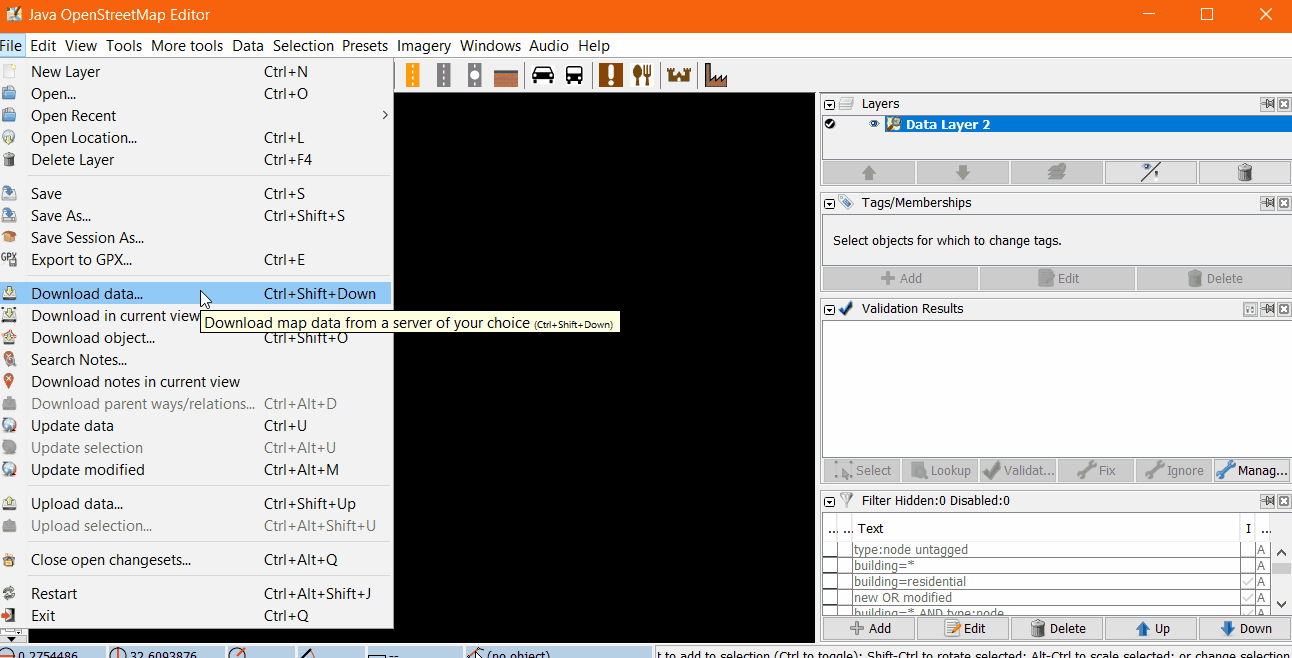 Java OpenStreetMap Editor
File Edit View Tools More tools Data Selection Presets Imagery Windows Audio Help
New Layer Ctrl+N
Open... Ctrl+O
Open Recent
Open Location... Ctrl+L
Delete Layer Ctrl+F4
Save Ctrl+S
Save As... Ctrl+Shift+S
Save Session As...
Export to GPX... Ctrl+E
Download data... Ctrl+Shift+Down
Download in current view
Download map data from a server of your choice (Ctrl+Shift+Down)
Download object... Ctrl+Shift+O
Search Notes...
Download notes in current view
Download parent ways/relations... Ctrl+Alt+D
Update data Ctrl+U
Update selection Ctrl+Alt+U
Update modified Ctrl+Alt+M
Upload data... Ctrl+Shift+Up
Upload selection... Ctrl+Alt+Shift+U
Close open changesets... Ctrl+Alt+Q
Restart Ctrl+Alt+Shift+J
Exit Ctrl+Q
Layers
Data Layer 2
Tags/Memberships
Select objects for which to change tags.
Add Edit Delete
Validation Results
Select Lookup Validat... Fix Ignore Manag...
Filter Hidden:0 Disabled:0
... ... Text I ...
type:node untagged A
building=* A
building=residential A
new OR modified A
building=* AND type:node
Add Edit Delete Up Down
0.2754486 32.6093876 -- (no object) t to add to selection (Ctrl to toggle); Shift-Ctrl to rotate selected; Alt-Ctrl to scale selected; or change selection